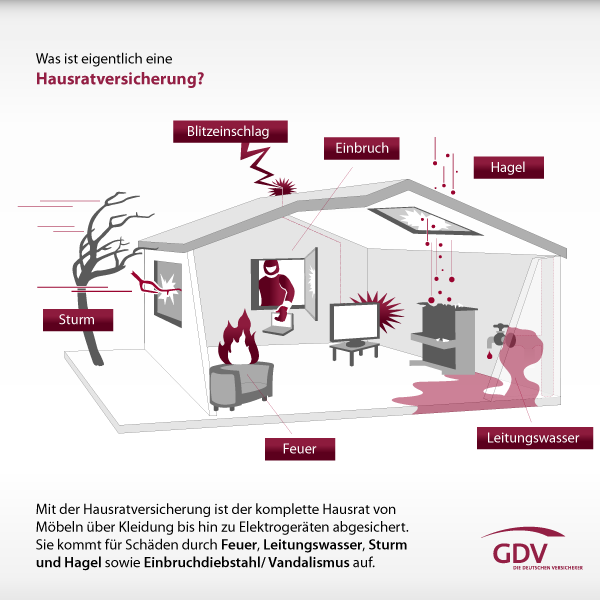 Was ist eigentlich eine
Hausratversicherung?
Blitzeinschlag
Einbruch
Hagel
Sturm
Feuer
Leitungswasser
Mit der Hausratversicherung ist der komplette Hausrat von
Möbeln über Kleidung bis hin zu Elektrogeräten abgesichert.
Sie kommt für Schäden durch Feuer, Leitungswasser, Sturm
und Hagel sowie Einbruchdiebstahl/ Vandalismus auf.
GDV
DIE DEUTSCHEN VERSICHERER